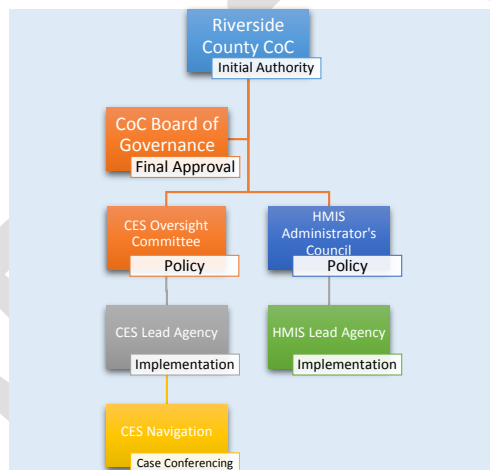 Riverside
County CoC
Initial Authority
CoC Board of
Governance
Final Approval
CES Oversight
Committee
Policy
HMIS
Administrator's
Council
Policy
CES Lead Agency
Implementation
HMIS Lead Agency
Implementation
CES Navigation
Case Conferencing